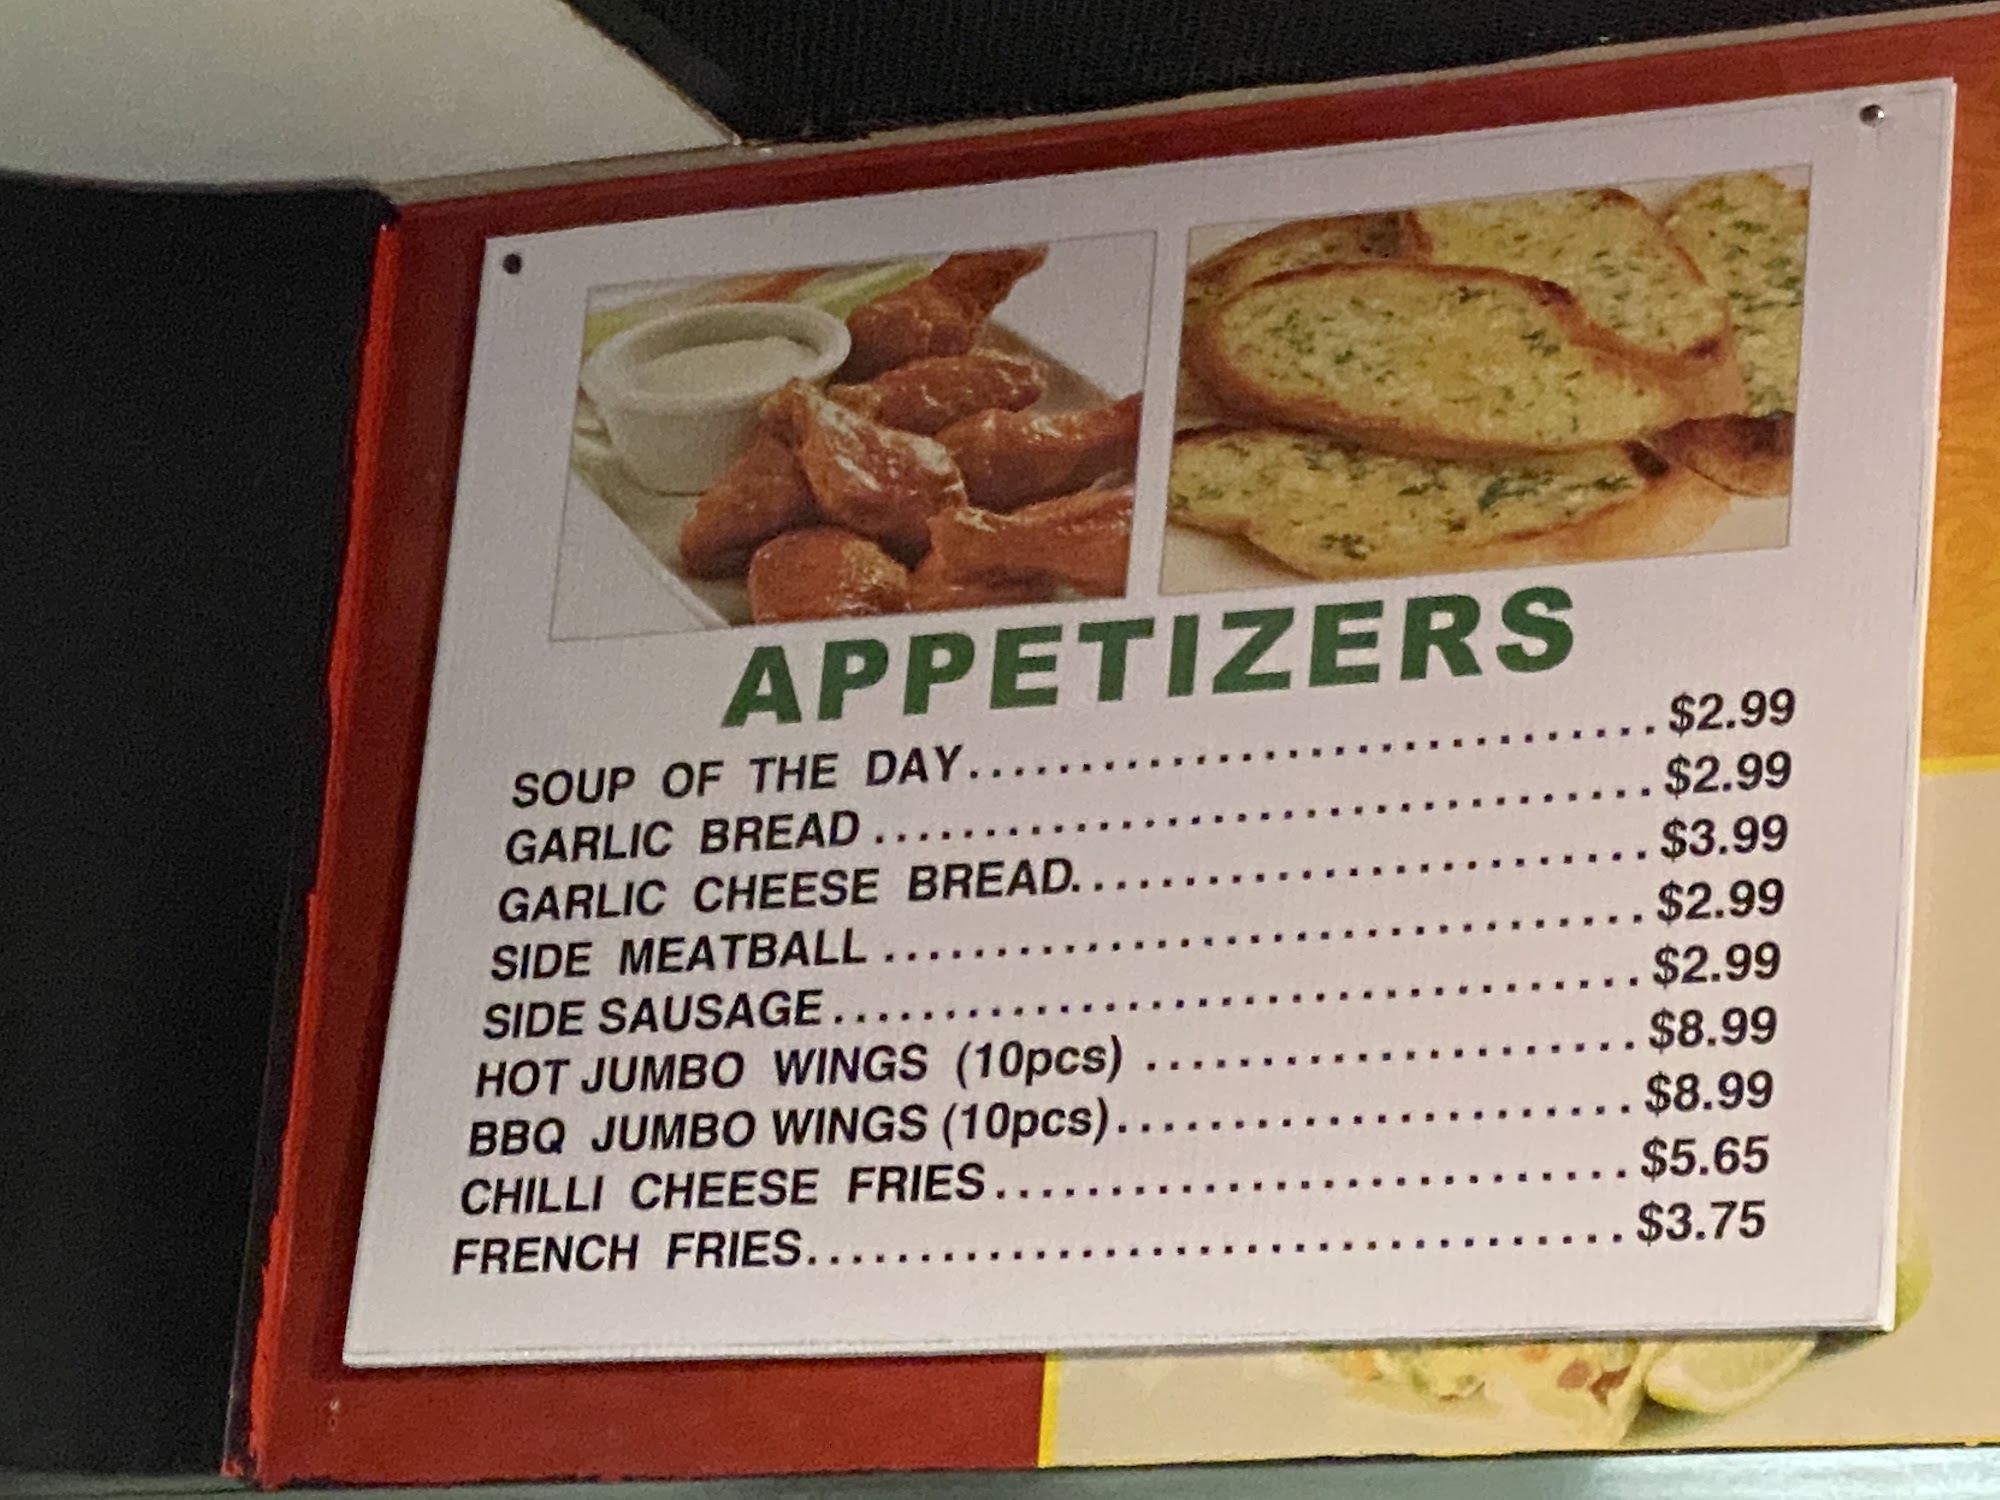 APPETIZERS
SOUP OF THE DAY.............................$2.99
GARLIC BREAD ................................$2.99
GARLIC CHEESE BREAD........................$3.99
SIDE MEATBALL ...............................$2.99
SIDE SAUSAGE.................................$2.99
HOT JUMBO WINGS (10pcs) ....................$8.99
BBQ JUMBO WINGS (10pcs).....................$8.99
CHILLI CHEESE FRIES..........................$5.65
FRENCH FRIES.................................$3.75